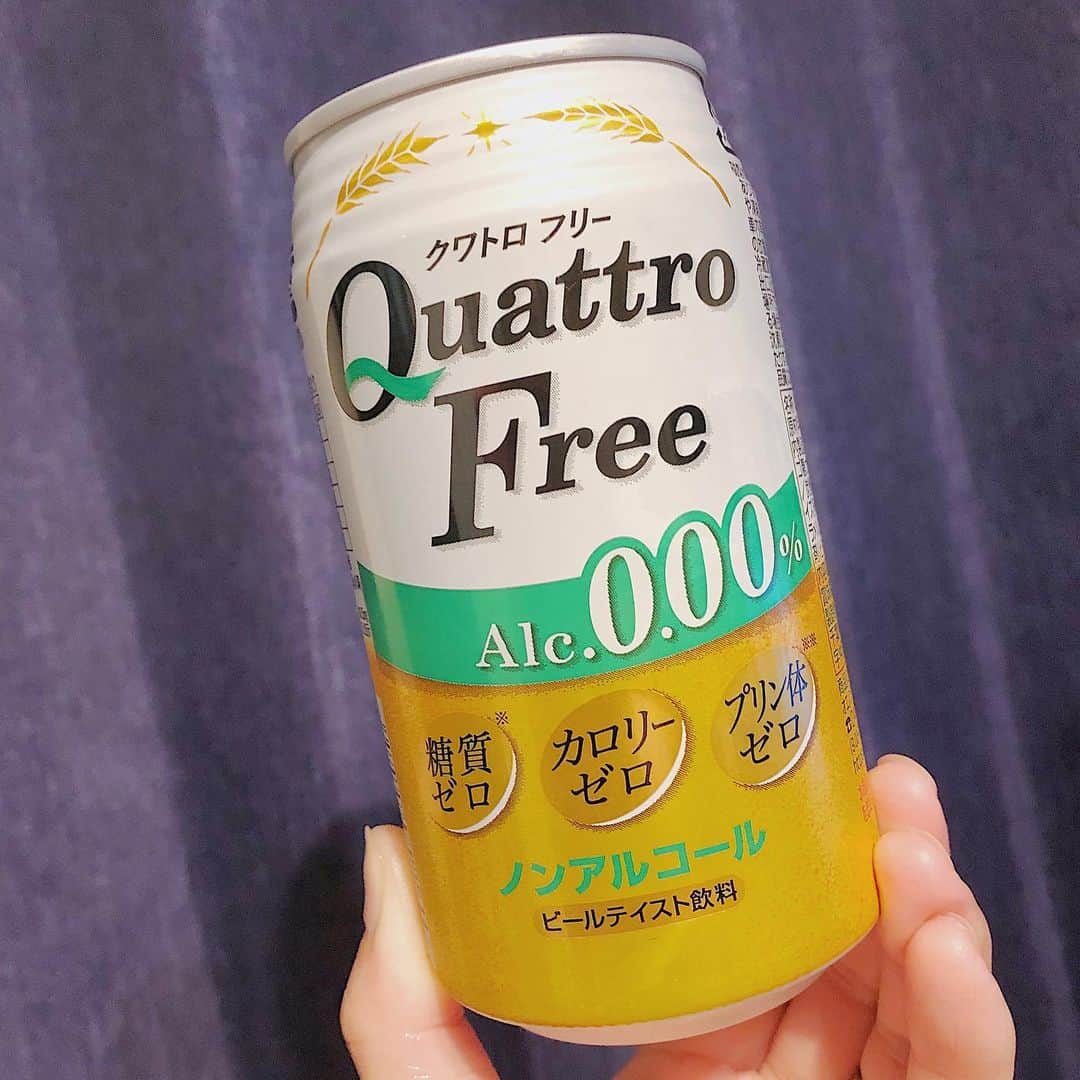 クワトロ フリー
Quattro
Free
Alc.0.00%
糖質※
ゼロ
カロリー
ゼロ
プリン体※※
ゼロ
ノンアルコール
ビールテイスト飲料